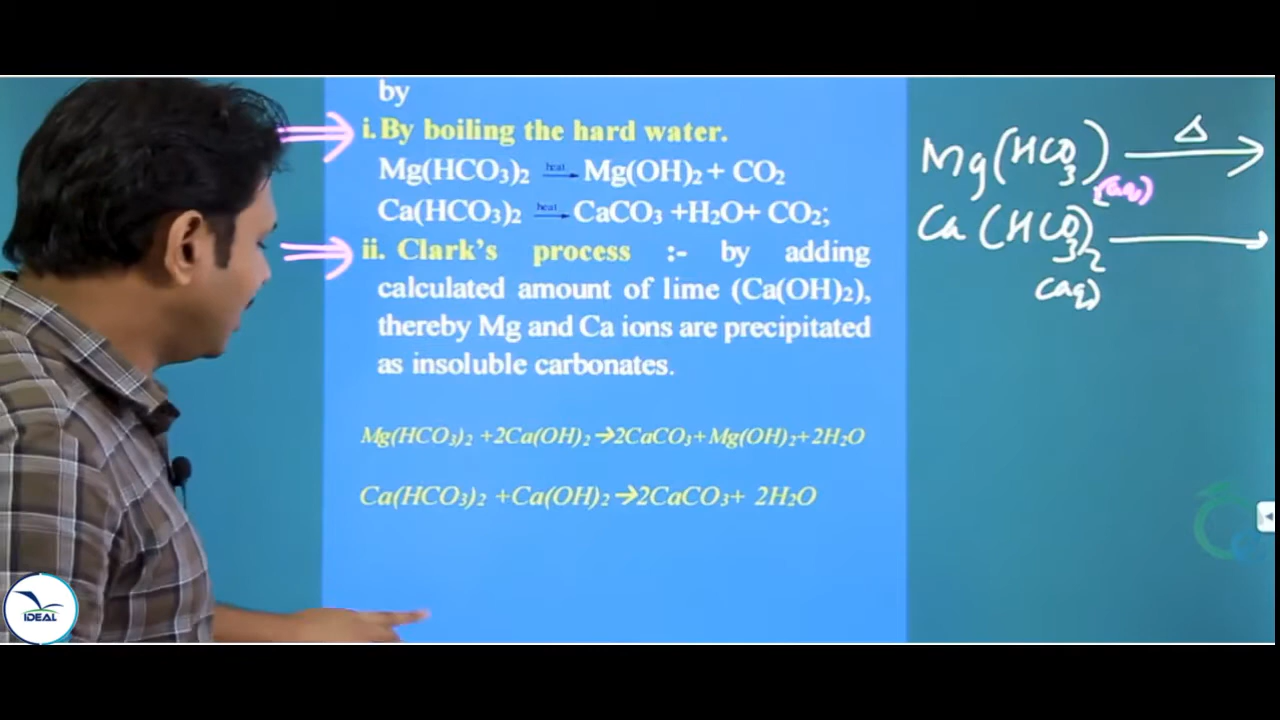 by
i. By boiling the hard water.
Mg(HCO3)2 heat → Mg(OH)2 + CO2
Ca(HCO3)2 heat → CaCO3 +H2O+ CO2;
ii. Clark's process :- by adding
calculated amount of lime (Ca(OH)2),
thereby Mg and Ca ions are precipitated
as insoluble carbonates.
Mg(HCO3)2 +2Ca(OH)2→2CaCO3+Mg(OH)2+2H2O
Ca(HCO3)2 +Ca(OH)2→2CaCO3+ 2H2O
Mg(HCO3)2(aq) Δ→
Ca(HCO3)2 →
(aq)
IDEAL